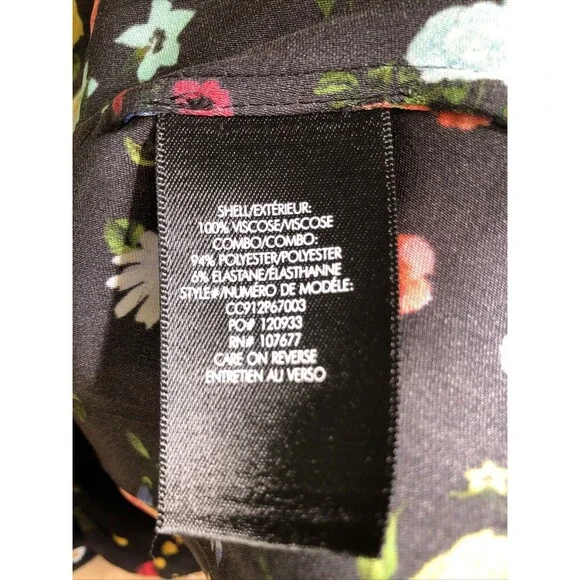 SHELL/EXTÉRIEUR:
100% VISCOSE/VISCOSE
COMBO/COMBO:
94% POLYESTER/POLYESTER
6% ELASTANE/ÉLASTHANNE
STYLE#/NUMÉRO DE MODÈLE:
CC912P67003
PO# 120933
RN# 107677
CARE ON REVERSE
ENTRETIEN AU VERSO